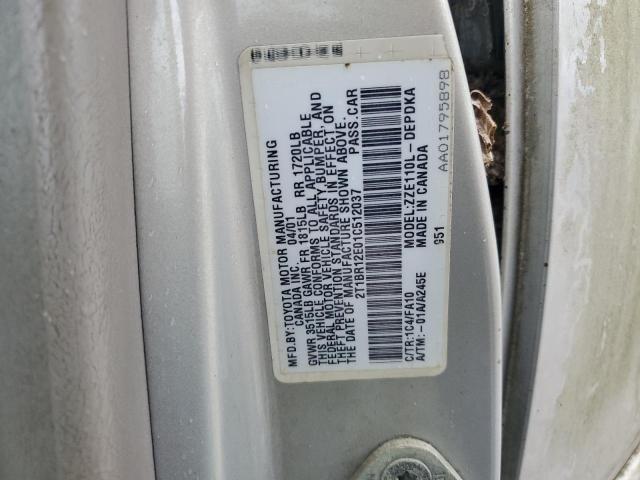 MFD.BY:TOYOTA MOTOR MANUFACTURING
CANADA INC. 04/01
GVWR 3515LB GAWR FR 1815LB RR 1720LB
THIS VEHICLE CONFORMS TO ALL APPLICABLE
FEDERAL MOTOR VEHICLE SAFETY, BUMPER, AND
THEFT PREVENTION STANDARDS IN EFFECT ON
THE DATE OF MANUFACTURE SHOWN ABOVE.
2T1BR12E01C512037 PASS.CAR
C/TR:1C4/FA10 MODEL:ZZE110L-DEPDKA
A/TM:-01A/A245E MADE IN CANADA
951
AA01795898